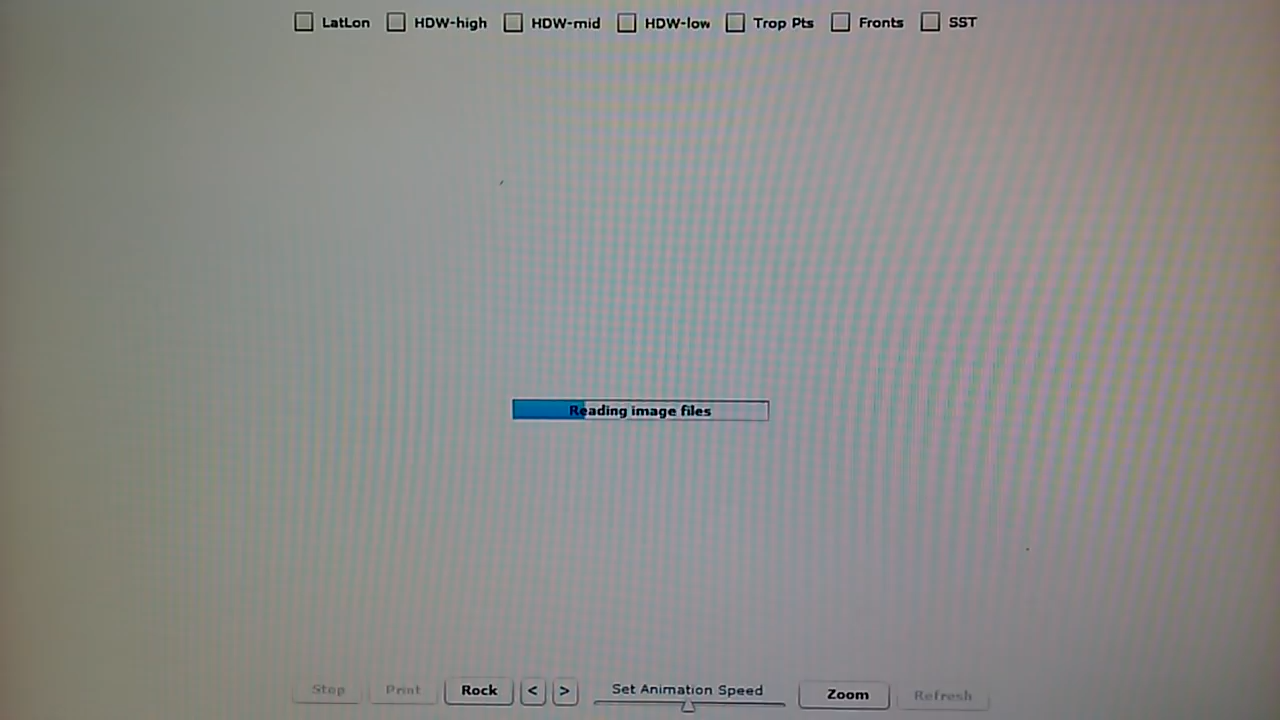 LatLon HDW-high HDW-mid HDW-low Trop Pts Fronts SST
Reading image files
Stop Print Rock < > Set Animation Speed Zoom Refresh